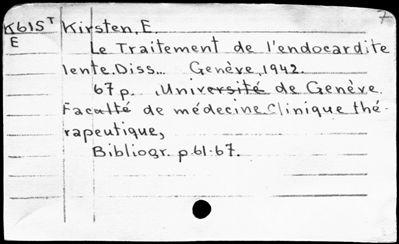 K615T Kirsten, E.
E Le Traitement de l'endocardite
lente. Diss... Genève, 1942.
67 p. .Université de Genève.
Faculté de médecine. Clinique thé-
rapeutique,
Bibliogr. p.61-67.